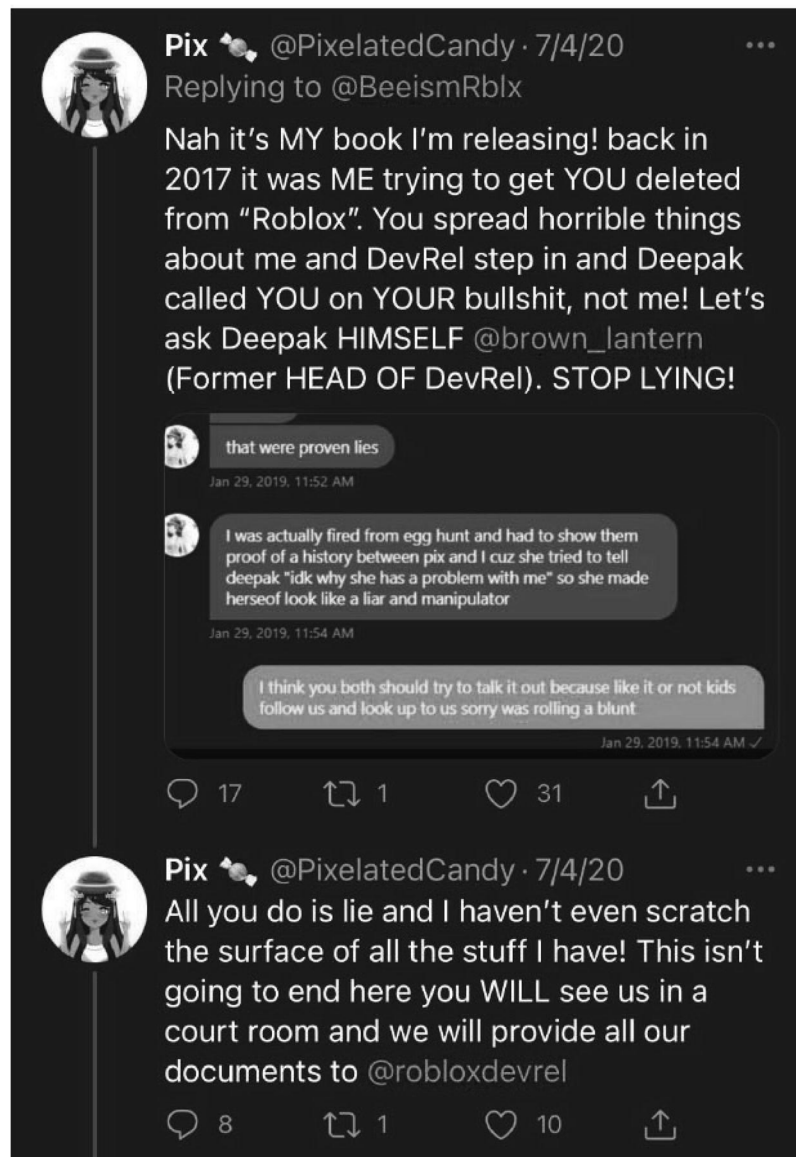 Pix 🍬 @PixelatedCandy · 7/4/20
Replying to @BeeismRblx
Nah it's MY book I'm releasing! back in
2017 it was ME trying to get YOU deleted
from “Roblox”. You spread horrible things
about me and DevRel step in and Deepak
called YOU on YOUR bullshit, not me! Let's
ask Deepak HIMSELF @brown_lantern
(Former HEAD OF DevRel). STOP LYING!
that were proven lies
Jan 29, 2019, 11:52 AM
I was actually fired from egg hunt and had to show them
proof of a history between pix and I cuz she tried to tell
deepak "idk why she has a problem with me" so she made
herseof look like a liar and manipulator
Jan 29, 2019, 11:54 AM
I think you both should try to talk it out because like it or not kids
follow us and look up to us sorry was rolling a blunt
Jan 29, 2019, 11:54 AM ✓
17 1 31
Pix 🍬 @PixelatedCandy · 7/4/20
All you do is lie and I haven't even scratch
the surface of all the stuff I have! This isn't
going to end here you WILL see us in a
court room and we will provide all our
documents to @robloxdevrel
8 1 10